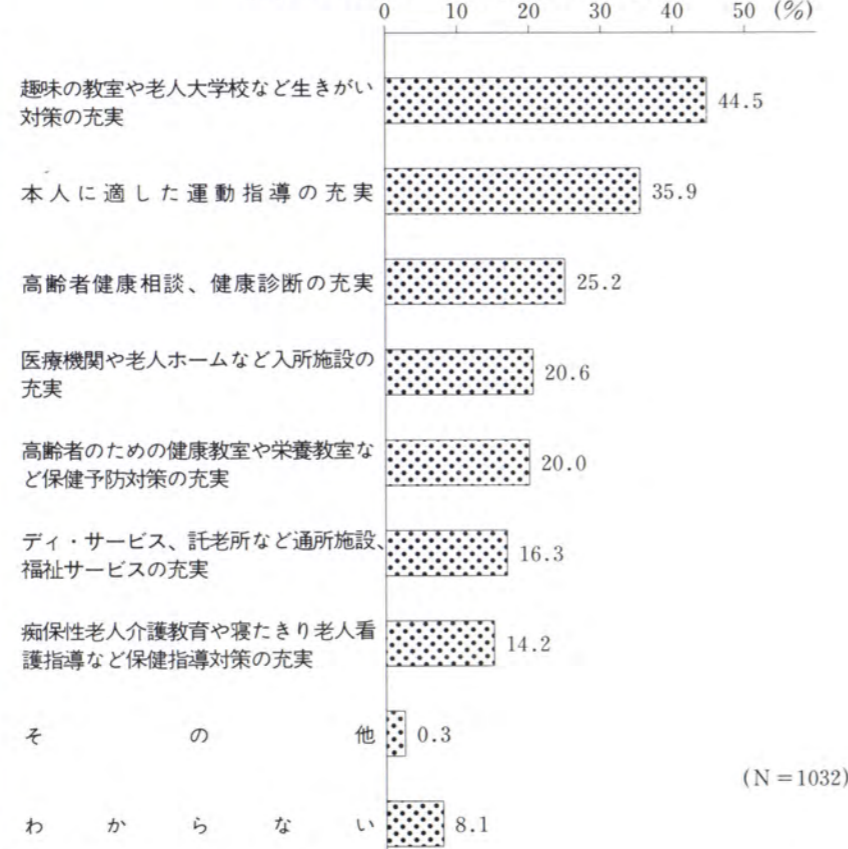 0 10 20 30 40 50 (%)
趣味の教室や老人大学校など生きがい
対策の充実
44.5
本人に適した運動指導の充実
35.9
高齢者健康相談、健康診断の充実
25.2
医療機関や老人ホームなど入所施設の
充実
20.6
高齢者のための健康教室や栄養教室な
ど保健予防対策の充実
20.0
ディ・サービス、託老所など通所施設、
福祉サービスの充実
16.3
痴保性老人介護教育や寝たきり老人看
護指導など保健指導対策の充実
14.2
その他
0.3
(N=1032)
わからない
8.1